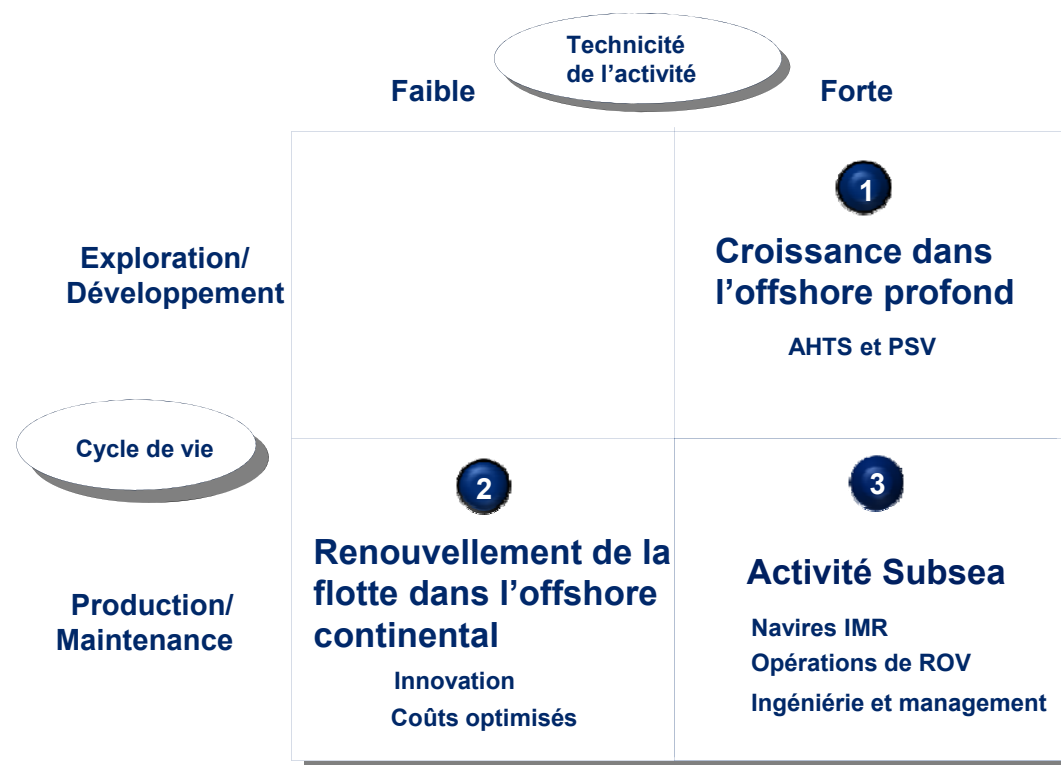 Technicité
de l’activité
Faible
Forte
1
Croissance dans
l’offshore profond
AHTS et PSV
Exploration/
Développement
Cycle de vie
2
Renouvellement de la
flotte dans l’offshore
continental
Innovation
Coûts optimisés
3
Activité Subsea
Navires IMR
Opérations de ROV
Ingéniérie et management
Production/
Maintenance